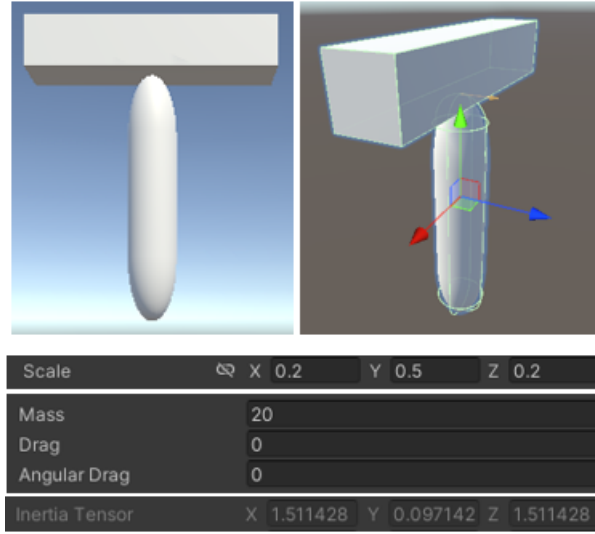 Scale X 0.2 Y 0.5 Z 0.2
Mass 20
Drag 0
Angular Drag 0
Inertia Tensor X 1.511428 Y 0.097142 Z 1.511428